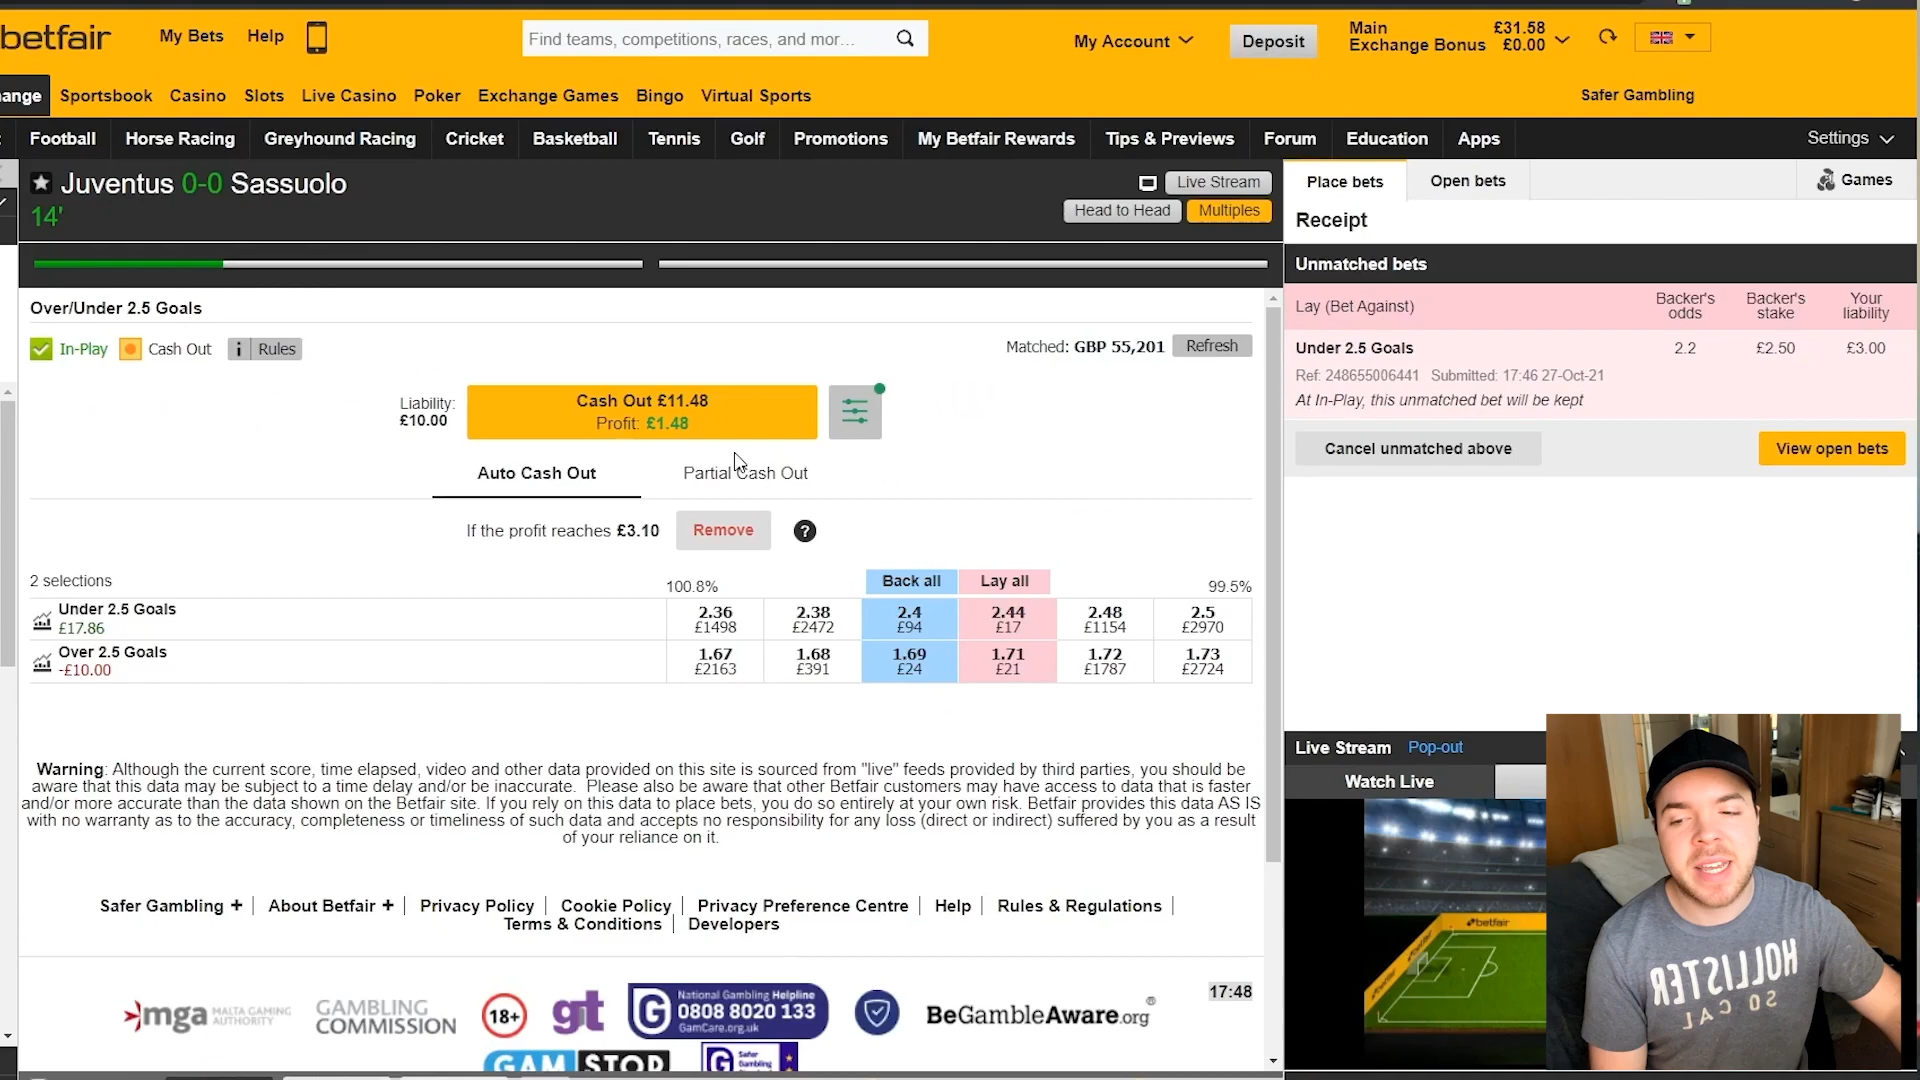 betfair
My Bets
Help
Find teams, competitions, races, and mor...
My Account
Deposit
Main £31.58
Exchange Bonus £0.00
ange
Sportsbook
Casino
Slots
Live Casino
Poker
Exchange Games
Bingo
Virtual Sports
Safer Gambling
Football
Horse Racing
Greyhound Racing
Cricket
Basketball
Tennis
Golf
Promotions
My Betfair Rewards
Tips & Previews
Forum
Education
Apps
Settings
Juventus 0-0 Sassuolo
14'
Live Stream
Head to Head
Multiples
Over/Under 2.5 Goals
In-Play
Cash Out
i Rules
Matched: GBP 55,201
Refresh
Liability:
£10.00
Cash Out £11.48
Profit: £1.48
Auto Cash Out
Partial Cash Out
If the profit reaches £3.10
Remove
?
2 selections
100.8%
Back all
Lay all
99.5%
Under 2.5 Goals
£17.86
2.36 2.38 2.4 2.44 2.48 2.5
£1498 £2472 £94 £17 £1154 £2970
Over 2.5 Goals
-£10.00
1.67 1.68 1.69 1.71 1.72 1.73
£2163 £391 £24 £21 £1787 £2724
Warning: Although the current score, time elapsed, video and other data provided on this site is sourced from "live" feeds provided by third parties, you should be
aware that this data may be subject to a time delay and/or be inaccurate. Please also be aware that other Betfair customers may have access to data that is faster
and/or more accurate than the data shown on the Betfair site. If you rely on this data to place bets, you do so entirely at your own risk. Betfair provides this data AS IS
with no warranty as to the accuracy, completeness or timeliness of such data and accepts no responsibility for any loss (direct or indirect) suffered by you as a result
of your reliance on it.
Safer Gambling + | About Betfair + | Privacy Policy | Cookie Policy | Privacy Preference Centre | Help | Rules & Regulations |
Terms & Conditions | Developers
mga MALTA GAMING
AUTHORITY
GAMBLING
COMMISSION
18+
gt
National Gambling Helpline
0808 8020 133
GamCare.org.uk
BeGambleAware.org®
17:48
GAMSTOP
Safer
Gambling
Place bets
Open bets
Games
Receipt
Unmatched bets
Lay (Bet Against)
Backer's
odds
Backer's
stake
Your
liability
Under 2.5 Goals
2.2
£2.50
£3.00
Ref: 248655006441 Submitted: 17:46 27-Oct-21
At In-Play, this unmatched bet will be kept
Cancel unmatched above
View open bets
Live Stream
Pop-out
Watch Live
betfair
HOLLISTER
SO CAL